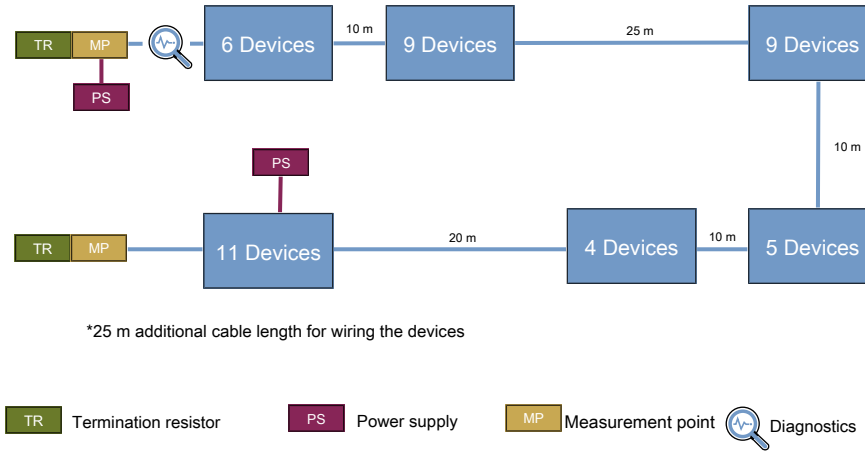 TR MP
6 Devices
10 m
9 Devices
25 m
9 Devices
PS
10 m
PS
TR MP
11 Devices
20 m
4 Devices
10 m
5 Devices
*25 m additional cable length for wiring the devices
TR Termination resistor
PS Power supply
MP Measurement point
Diagnostics